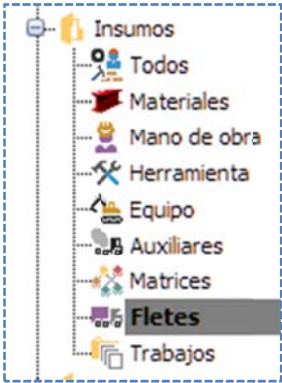 Insumos
Todos
Materiales
Mano de obra
Herramienta
Equipo
Auxiliares
Matrices
Fletes
Trabajos